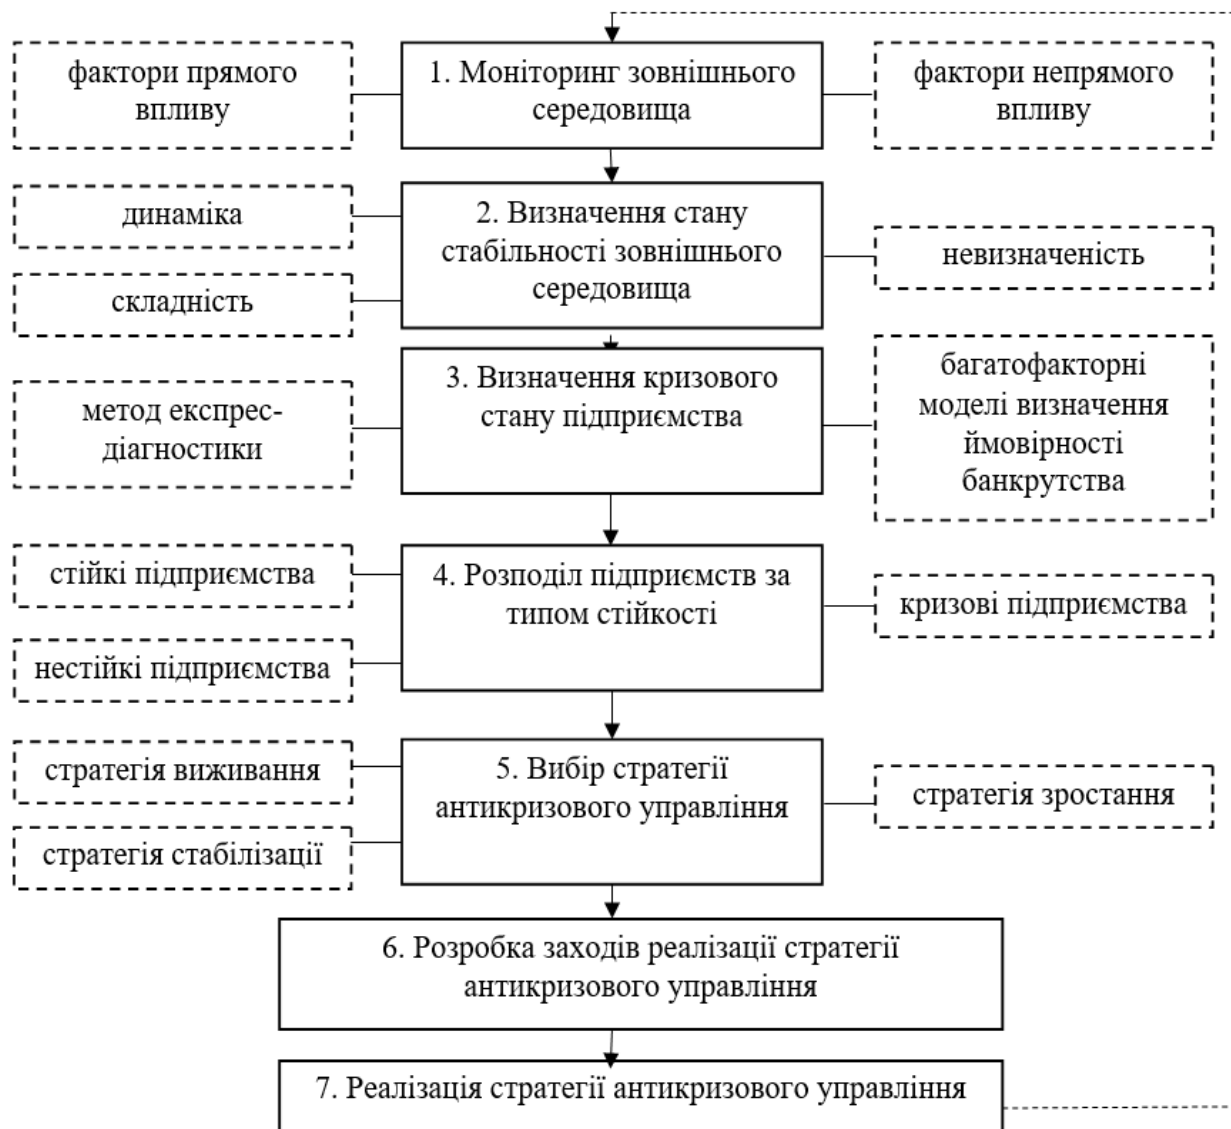 фактори прямого
впливу
1. Моніторинг зовнішнього
середовища
фактори непрямого
впливу
динаміка
складність
2. Визначення стану
стабільності зовнішнього
середовища
невизначеність
метод експрес-
діагностики
3. Визначення кризового
стану підприємства
багатофакторні
моделі визначення
ймовірності
банкрутства
стійкі підприємства
нестійкі підприємства
4. Розподіл підприємств за
типом стійкості
кризові підприємства
стратегія виживання
стратегія стабілізації
5. Вибір стратегії
антикризового управління
стратегія зростання
6. Розробка заходів реалізації стратегії
антикризового управління
7. Реалізація стратегії антикризового управління